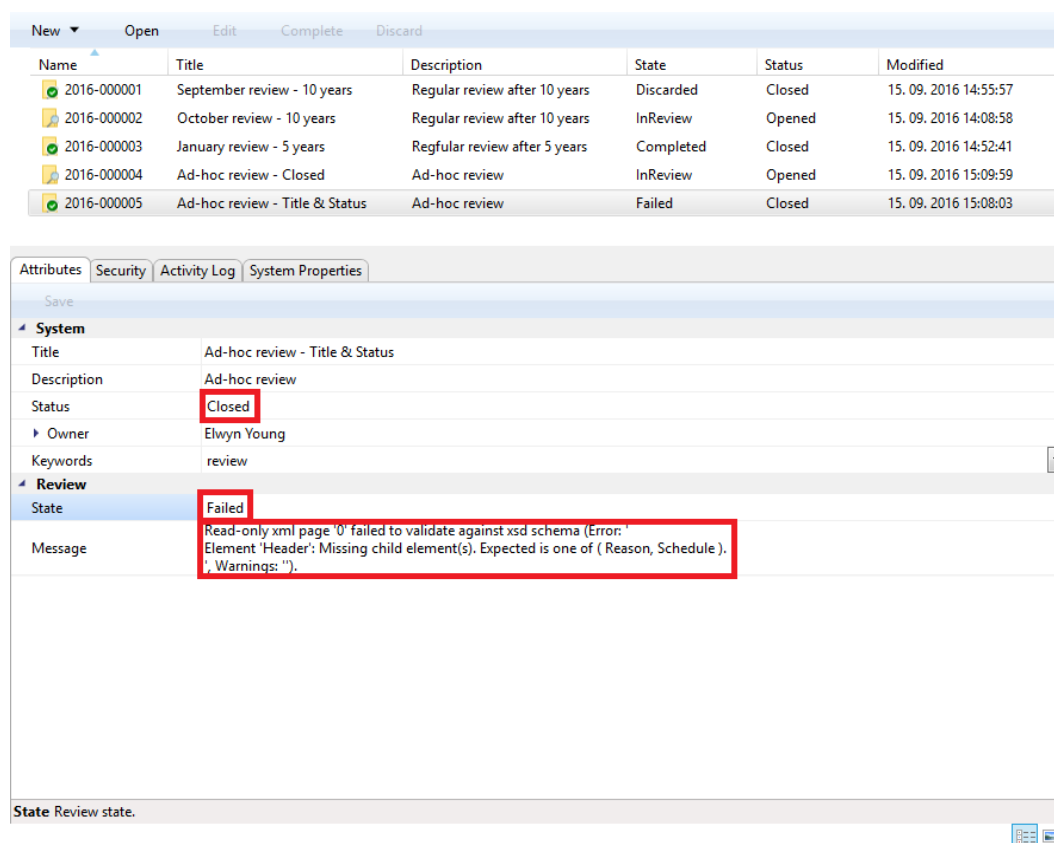 New Open Edit Complete Discard
Name Title Description State Status Modified
2016-000001 September review - 10 years Regular review after 10 years Discarded Closed 15. 09. 2016 14:55:57
2016-000002 October review - 10 years Regular review after 10 years InReview Opened 15. 09. 2016 14:08:58
2016-000003 January review - 5 years Regfular review after 5 years Completed Closed 15. 09. 2016 14:52:41
2016-000004 Ad-hoc review - Closed Ad-hoc review InReview Opened 15. 09. 2016 15:09:59
2016-000005 Ad-hoc review - Title & Status Ad-hoc review Failed Closed 15. 09. 2016 15:08:03
Attributes Security Activity Log System Properties
Save
System
Title Ad-hoc review - Title & Status
Description Ad-hoc review
Status Closed
Owner Elwyn Young
Keywords review
Review
State Failed
Message Read-only xml page '0' failed to validate against xsd schema (Error: '
Element 'Header': Missing child element(s). Expected is one of ( Reason, Schedule ).
', Warnings: '').
State Review state.